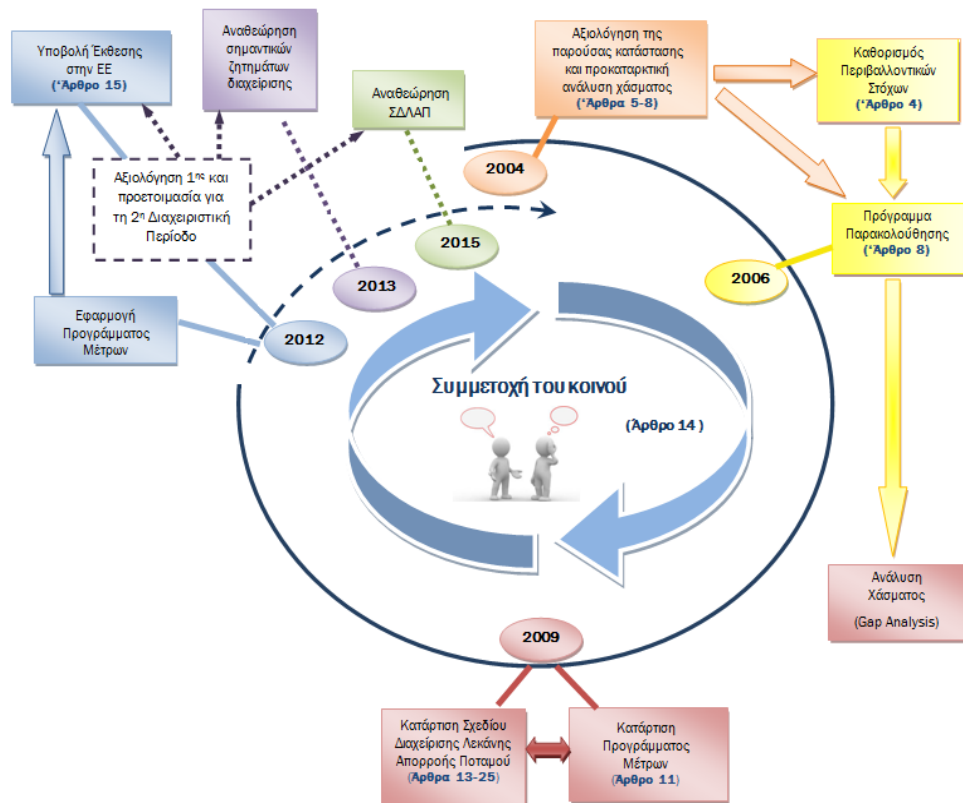 Υποβολή Έκθεσης
στην ΕΕ
(‘Άρθρο 15)
Αναθεώρηση
σημαντικών
ζητημάτων
διαχείρισης
Αναθεώρηση
ΣΔΛΑΠ
Αξιολόγηση της
παρούσας κατάστασης
και προκαταρκτική
ανάλυση χάσματος
(‘Άρθρα 5-8)
Καθορισμός
Περιβαλλοντικών
Στόχων
(‘Άρθρο 4)
Αξιολόγηση 1ης και
προετοιμασία για
τη 2η Διαχειριστική
Περίοδο
2004
Πρόγραμμα
Παρακολούθησης
(‘Άρθρο 8)
2015
2013
2006
Εφαρμογή
Προγράμματος
Μέτρων
2012
Συμμετοχή του κοινού
(Άρθρο 14 )
Ανάλυση
Χάσματος
(Gap Analysis)
2009
Κατάρτιση Σχεδίου
Διαχείρισης Λεκάνης
Απορροής Ποταμού
(Άρθρα 13-25)
Κατάρτιση
Προγράμματος
Μέτρων
(Άρθρο 11)